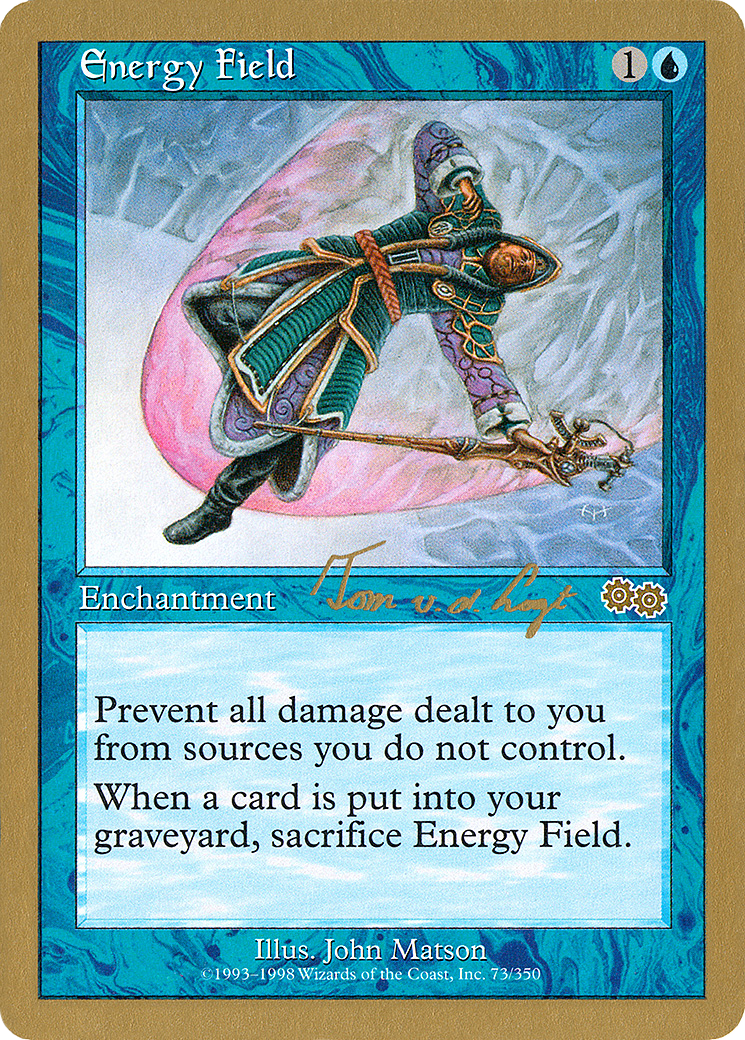 Energy Field 1
Enchantment Tom v. d. Logt
Prevent all damage dealt to you
from sources you do not control.
When a card is put into your
graveyard, sacrifice Energy Field.
Illus. John Matson
©1993–1998 Wizards of the Coast, Inc. 73/350